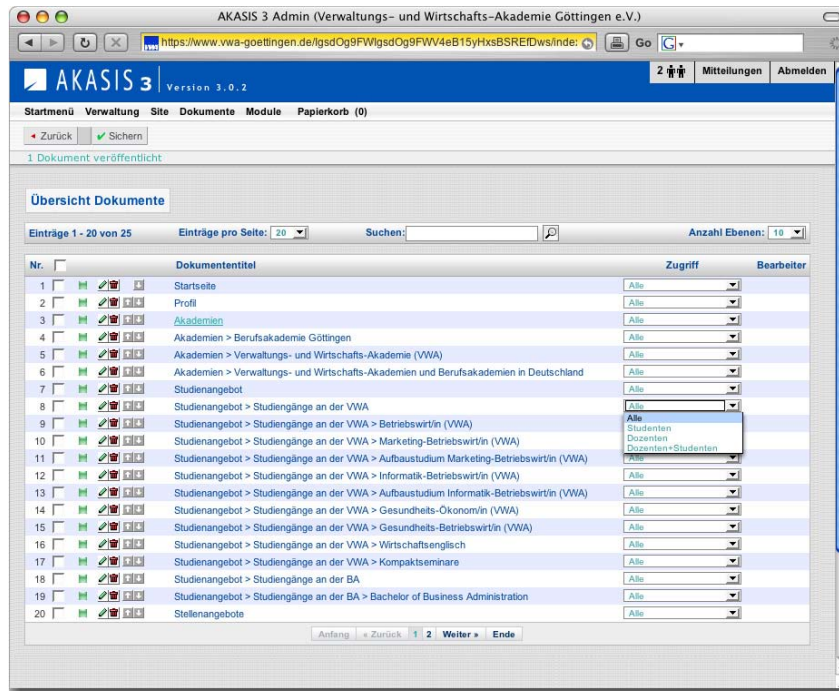 AKASIS 3 Admin (Verwaltungs- und Wirtschafts-Akademie Göttingen e.V.)
https://www.vwa-goettingen.de/ Go G
AKASIS 3 Version 3.0.2 2 Mitteilungen Abmelden
Startmenü Verwaltung Site Dokumente Module Papierkorb (0)
Zurück Sichern
1 Dokument veröffentlicht
Übersicht Dokumente
Einträge 1 - 20 von 25 Einträge pro Seite: 20 Suchen: Anzahl Ebenen: 10
Nr. Dokumententitel Zugriff Bearbeiter
1 Startseite Alle
2 Profil Alle
3 Akademien Alle
4 Akademien > Berufsakademie Göttingen Alle
5 Akademien > Verwaltungs- und Wirtschafts-Akademie (VWA) Alle
6 Akademien > Verwaltungs- und Wirtschafts-Akademien und Berufsakademien in Deutschland Alle
7 Studienangebot Alle
8 Studienangebot > Studiengänge an der VWA Alle
Alle
Studenten
Dozenten
Dozenten+Studenten
9 Studienangebot > Studiengänge an der VWA > Betriebswirt/in (VWA)
10 Studienangebot > Studiengänge an der VWA > Marketing-Betriebswirt/in (VWA)
11 Studienangebot > Studiengänge an der VWA > Aufbaustudium Marketing-Betriebswirt/in (VWA) Alle
12 Studienangebot > Studiengänge an der VWA > Informatik-Betriebswirt/in (VWA) Alle
13 Studienangebot > Studiengänge an der VWA > Aufbaustudium Informatik-Betriebswirt/in (VWA) Alle
14 Studienangebot > Studiengänge an der VWA > Gesundheits-Ökonom/in (VWA) Alle
15 Studienangebot > Studiengänge an der VWA > Gesundheits-Betriebswirt/in (VWA) Alle
16 Studienangebot > Studiengänge an der VWA > Wirtschaftsenglisch Alle
17 Studienangebot > Studiengänge an der VWA > Kompaktseminare Alle
18 Studienangebot > Studiengänge an der BA Alle
19 Studienangebot > Studiengänge an der BA > Bachelor of Business Administration Alle
20 Stellenangebote Alle
Anfang « Zurück 1 2 Weiter » Ende